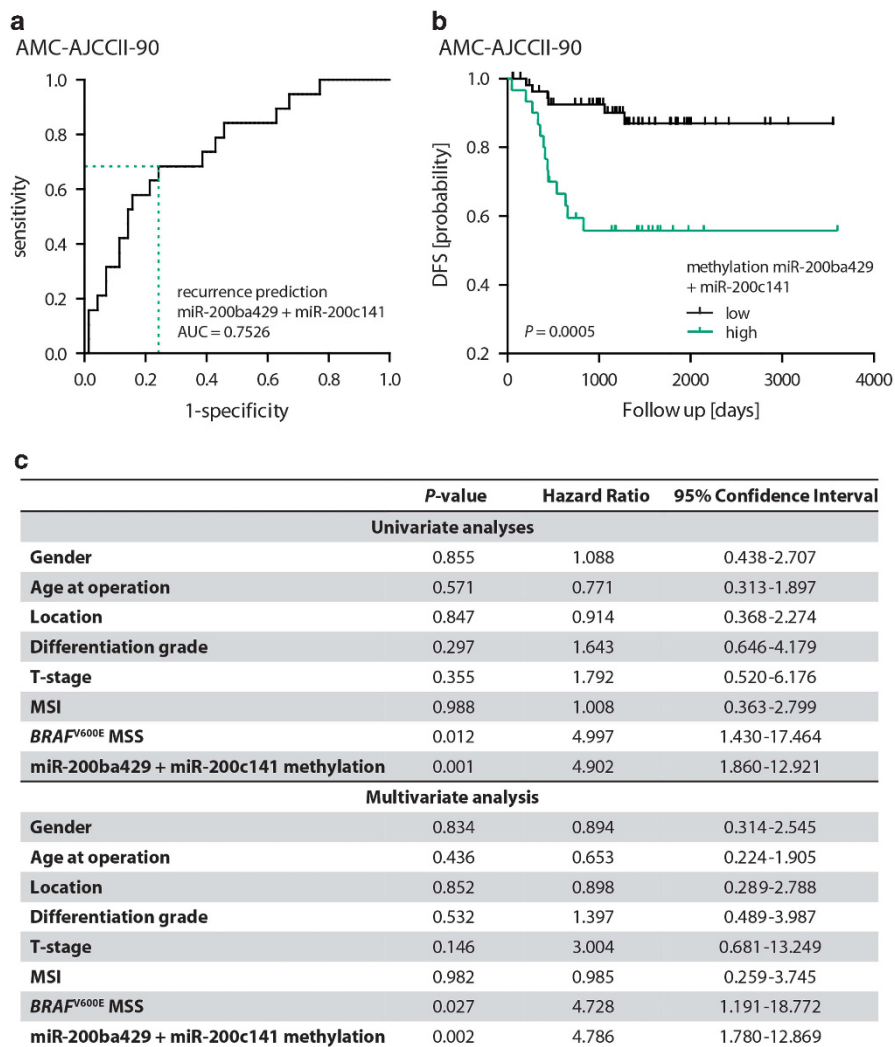 a
AMC-AJCCII-90
1.0
0.8
0.6
0.4
0.2
0.0
sensitivity
recurrence prediction
miR-200ba429 + miR-200c141
AUC = 0.7526
0.0 0.2 0.4 0.6 0.8 1.0
1-specificity
b
AMC-AJCCII-90
1.0
0.8
0.6
0.4
0.2
DFS [probability]
methylation miR-200ba429
+ miR-200c141
low
high
P = 0.0005
0 1000 2000 3000 4000
Follow up [days]
c
P-value Hazard Ratio 95% Confidence Interval
Univariate analyses
Gender 0.855 1.088 0.438-2.707
Age at operation 0.571 0.771 0.313-1.897
Location 0.847 0.914 0.368-2.274
Differentiation grade 0.297 1.643 0.646-4.179
T-stage 0.355 1.792 0.520-6.176
MSI 0.988 1.008 0.363-2.799
BRAFV600E MSS 0.012 4.997 1.430-17.464
miR-200ba429 + miR-200c141 methylation 0.001 4.902 1.860-12.921
Multivariate analysis
Gender 0.834 0.894 0.314-2.545
Age at operation 0.436 0.653 0.224-1.905
Location 0.852 0.898 0.289-2.788
Differentiation grade 0.532 1.397 0.489-3.987
T-stage 0.146 3.004 0.681-13.249
MSI 0.982 0.985 0.259-3.745
BRAFV600E MSS 0.027 4.728 1.191-18.772
miR-200ba429 + miR-200c141 methylation 0.002 4.786 1.780-12.869